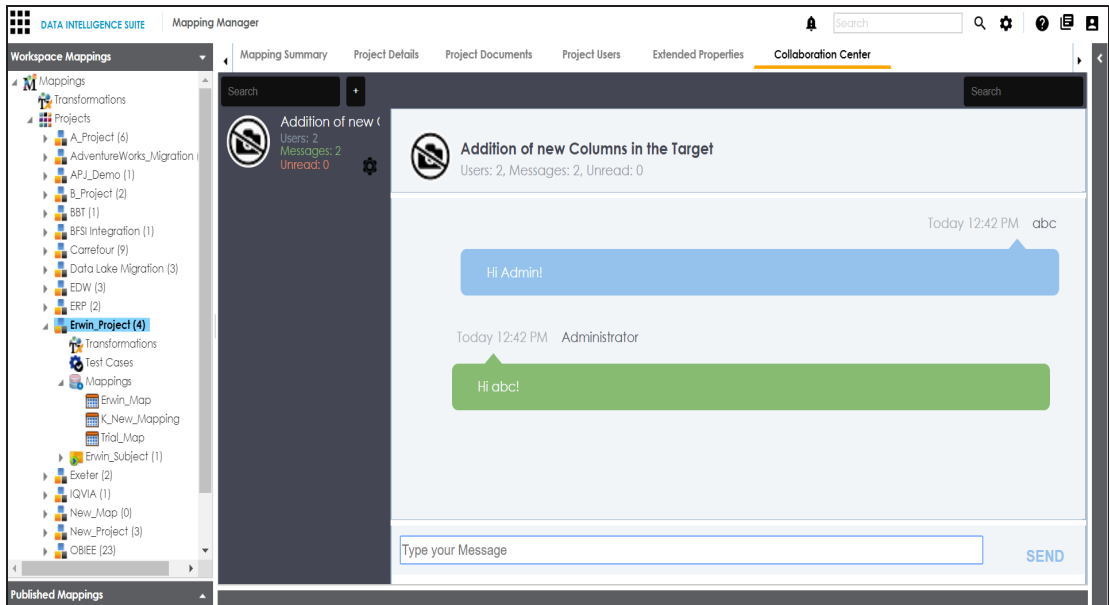 DATA INTELLIGENCE SUITE Mapping Manager Search
Workspace Mappings
Mappings
Transformations
Projects
A_Project (6)
AdventureWorks_Migration
APJ_Demo (1)
B_Project (2)
BBT (1)
BFSI Integration (1)
Carrefour (9)
Data Lake Migration (3)
EDW (3)
ERP (2)
Erwin_Project (4)
Transformations
Test Cases
Mappings
Erwin_Map
K_New_Mapping
Trial_Map
Erwin_Subject (1)
Exeter (2)
IQVIA (1)
New_Map (0)
New_Project (3)
OBIEE (23)
Published Mappings
Mapping Summary Project Details Project Documents Project Users Extended Properties Collaboration Center
Search + Search
Addition of new
Users: 2
Messages: 2
Unread: 0
Addition of new Columns in the Target
Users: 2, Messages: 2, Unread: 0
Today 12:42 PM abc
Hi Admin!
Today 12:42 PM Administrator
Hi abc!
Type your Message SEND